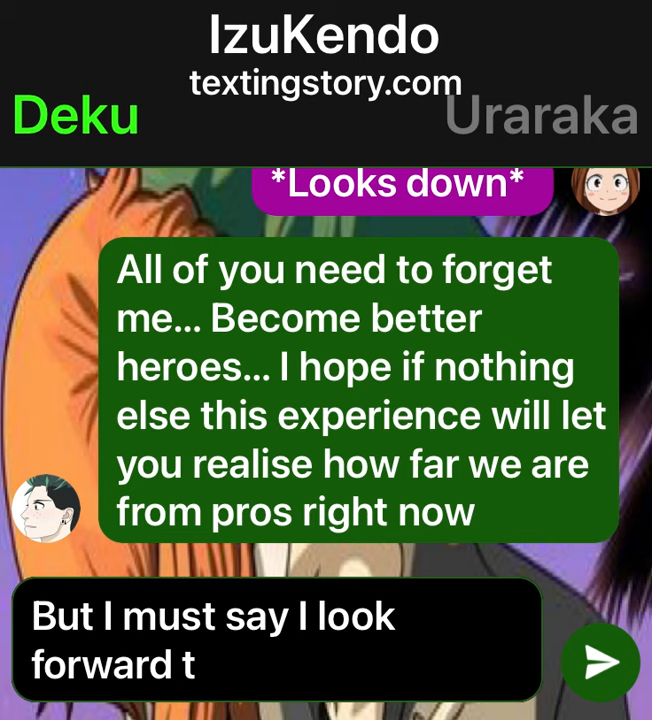 IzuKendo
textingstory.com
Deku
Uraraka
*Looks down*
All of you need to forget
me... Become better
heroes... I hope if nothing
else this experience will let
you realise how far we are
from pros right now
But I must say I look
forward t